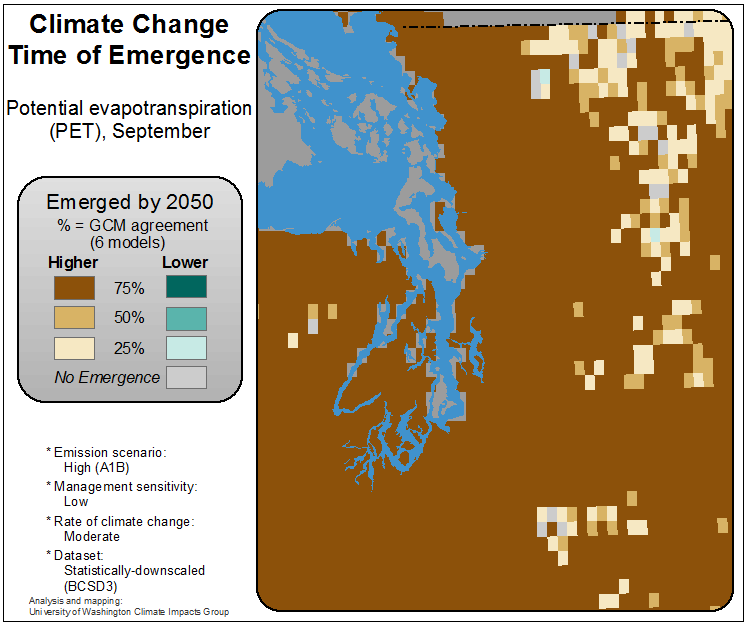 Climate Change
Time of Emergence
Potential evapotranspiration
(PET), September
Emerged by 2050
% = GCM agreement
(6 models)
Higher Lower
75%
50%
25%
No Emergence
* Emission scenario:
High (A1B)
* Management sensitivity:
Low
* Rate of climate change:
Moderate
* Dataset:
Statistically-downscaled
(BCSD3)
Analysis and mapping:
University of Washington Climate Impacts Group